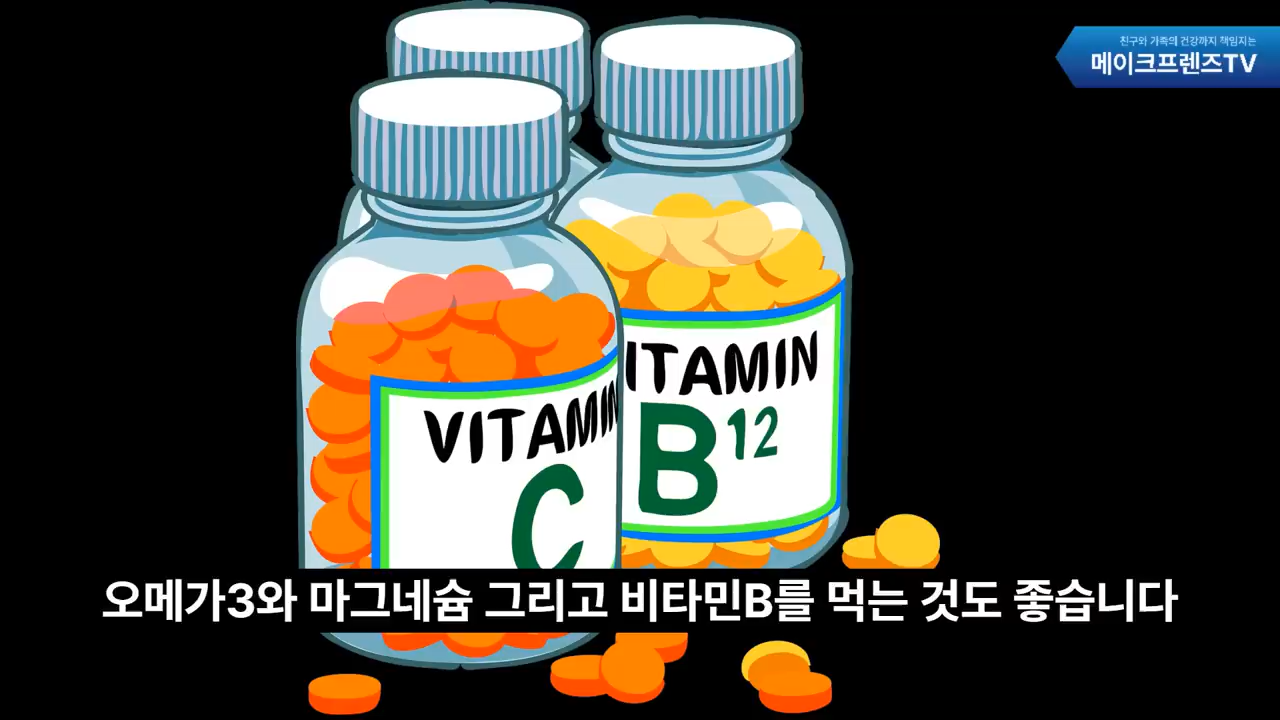 친구와 가족의 건강까지 책임지는
메이크프렌즈TV
VITAMIN
C
ITAMIN
B12
오메가3와 마그네슘 그리고 비타민B를 먹는 것도 좋습니다